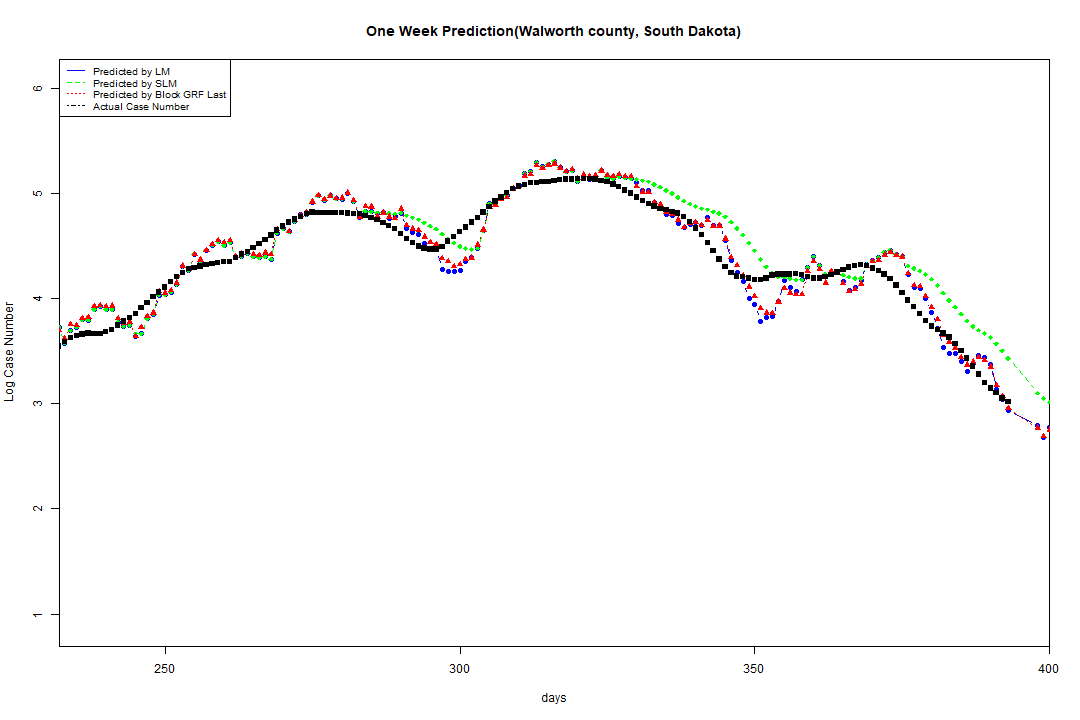 One Week Prediction(Walworth county, South Dakota)
Predicted by LM
Predicted by SLM
Predicted by Block GRF Last
Actual Case Number
6
5
4
3
2
1
Log Case Number
250 300 350 400
days